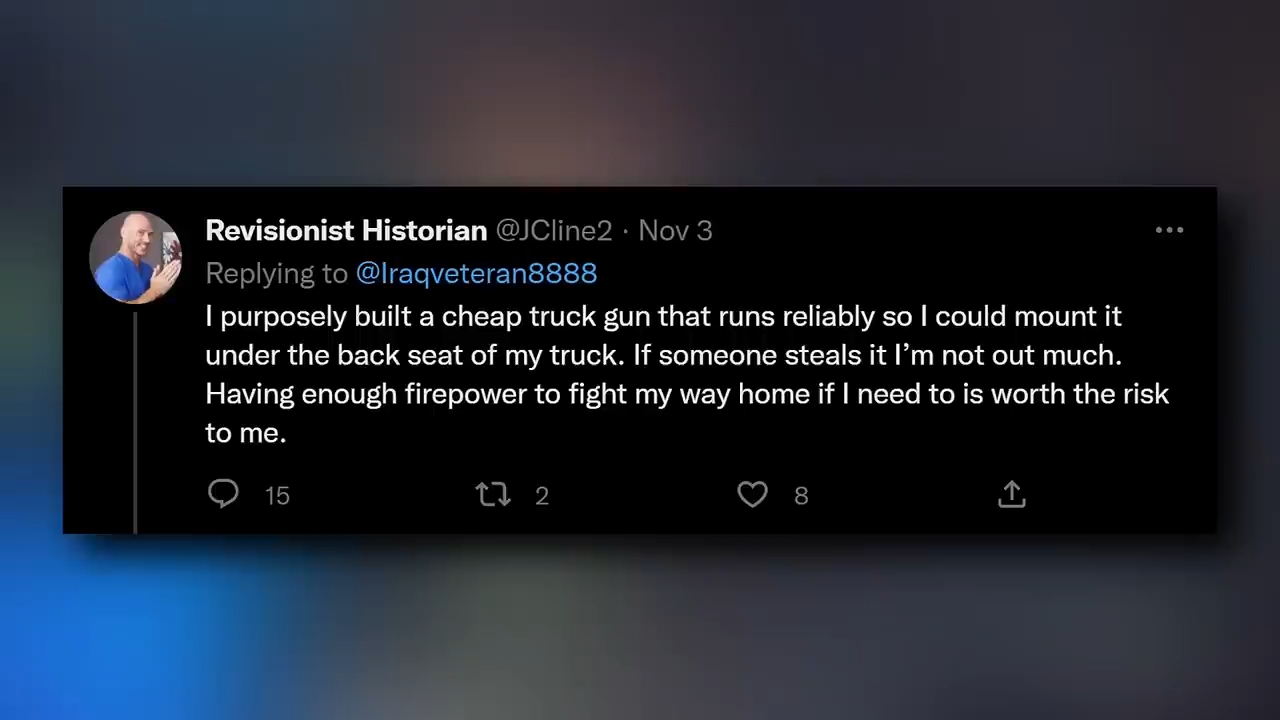 Revisionist Historian @JCline2 · Nov 3
Replying to @Iraqveteran8888
I purposely built a cheap truck gun that runs reliably so I could mount it
under the back seat of my truck. If someone steals it I’m not out much.
Having enough firepower to fight my way home if I need to is worth the risk
to me.
15 2 8